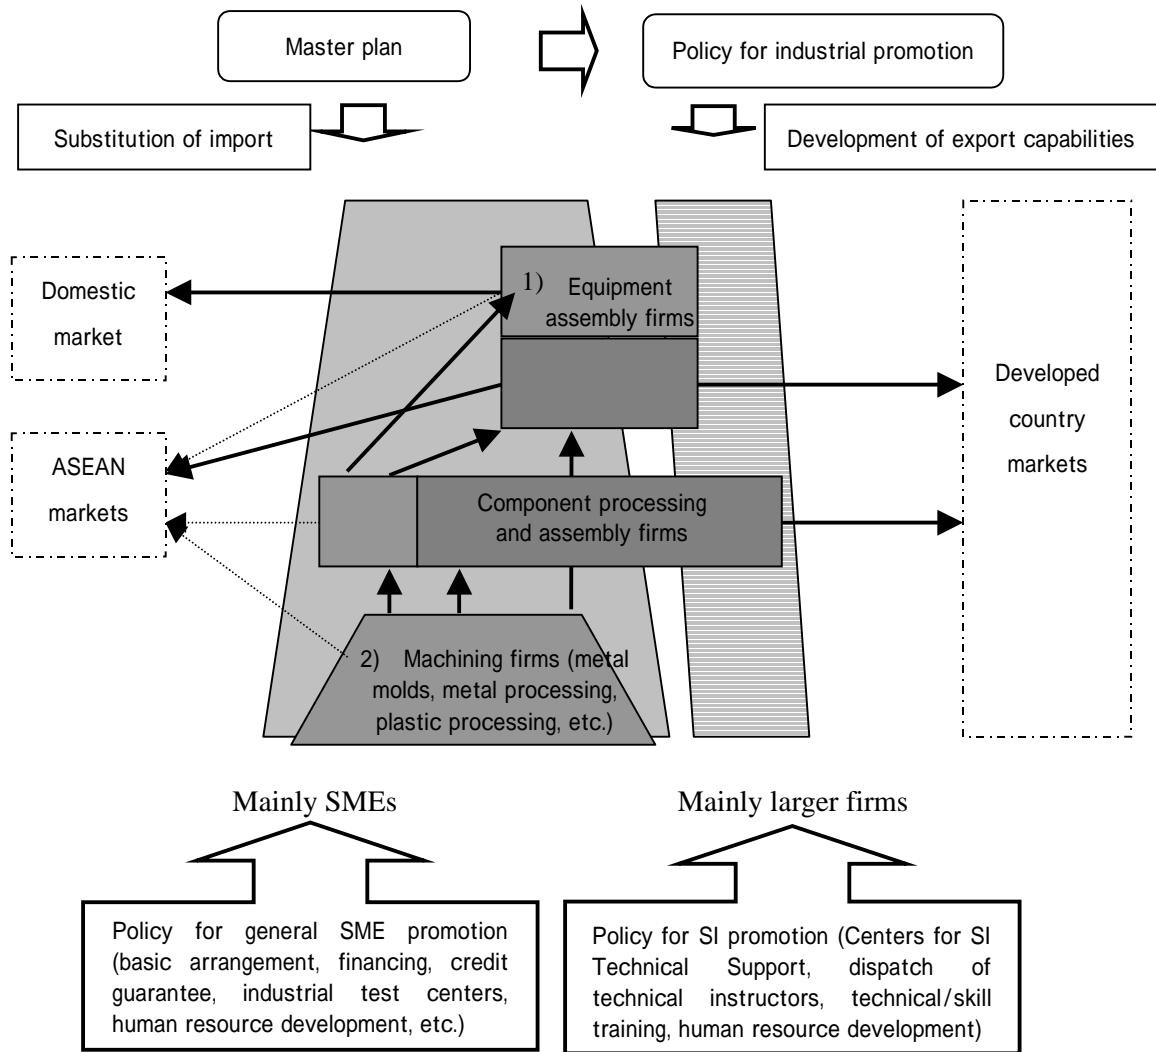 Master plan
Policy for industrial promotion
Substitution of import
Development of export capabilities
Domestic
market
1) Equipment
assembly firms
Developed
country
markets
ASEAN
markets
Component processing
and assembly firms
2) Machining firms (metal
molds, metal processing,
plastic processing, etc.)
Mainly SMEs
Mainly larger firms
Policy for general SME promotion
(basic arrangement, financing, credit
guarantee, industrial test centers,
human resource development, etc.)
Policy for SI promotion (Centers for SI
Technical Support, dispatch of
technical instructors, technical/skill
training, human resource development)